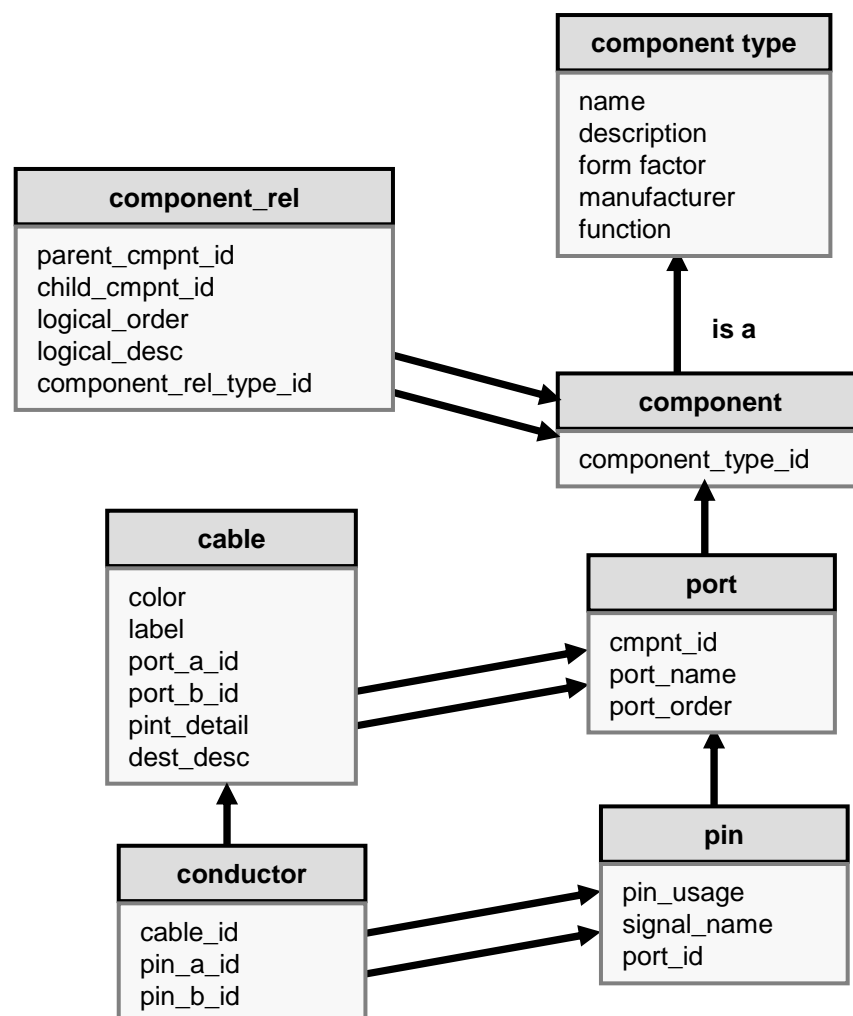 component type
name
description
form factor
manufacturer
function
component_rel
parent_cmpnt_id
child_cmpnt_id
logical_order
logical_desc
component_rel_type_id
is a
component
component_type_id
cable
color
label
port_a_id
port_b_id
pint_detail
dest_desc
port
cmpnt_id
port_name
port_order
conductor
cable_id
pin_a_id
pin_b_id
pin
pin_usage
signal_name
port_id